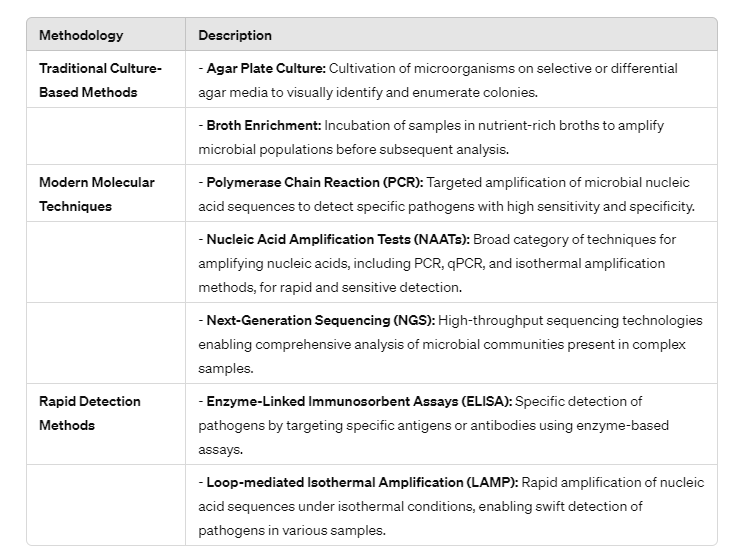 Methodology Description
Traditional Culture- - Agar Plate Culture: Cultivation of microorganisms on selective or differential
Based Methods agar media to visually identify and enumerate colonies.
- Broth Enrichment: Incubation of samples in nutrient-rich broths to amplify
microbial populations before subsequent analysis.
Modern Molecular - Polymerase Chain Reaction (PCR): Targeted amplification of microbial nucleic
Techniques acid sequences to detect specific pathogens with high sensitivity and specificity.
- Nucleic Acid Amplification Tests (NAATs): Broad category of techniques for
amplifying nucleic acids, including PCR, qPCR, and isothermal amplification
methods, for rapid and sensitive detection.
- Next-Generation Sequencing (NGS): High-throughput sequencing technologies
enabling comprehensive analysis of microbial communities present in complex
samples.
Rapid Detection - Enzyme-Linked Immunosorbent Assays (ELISA): Specific detection of
Methods pathogens by targeting specific antigens or antibodies using enzyme-based
assays.
- Loop-mediated Isothermal Amplification (LAMP): Rapid amplification of nucleic
acid sequences under isothermal conditions, enabling swift detection of
pathogens in various samples.